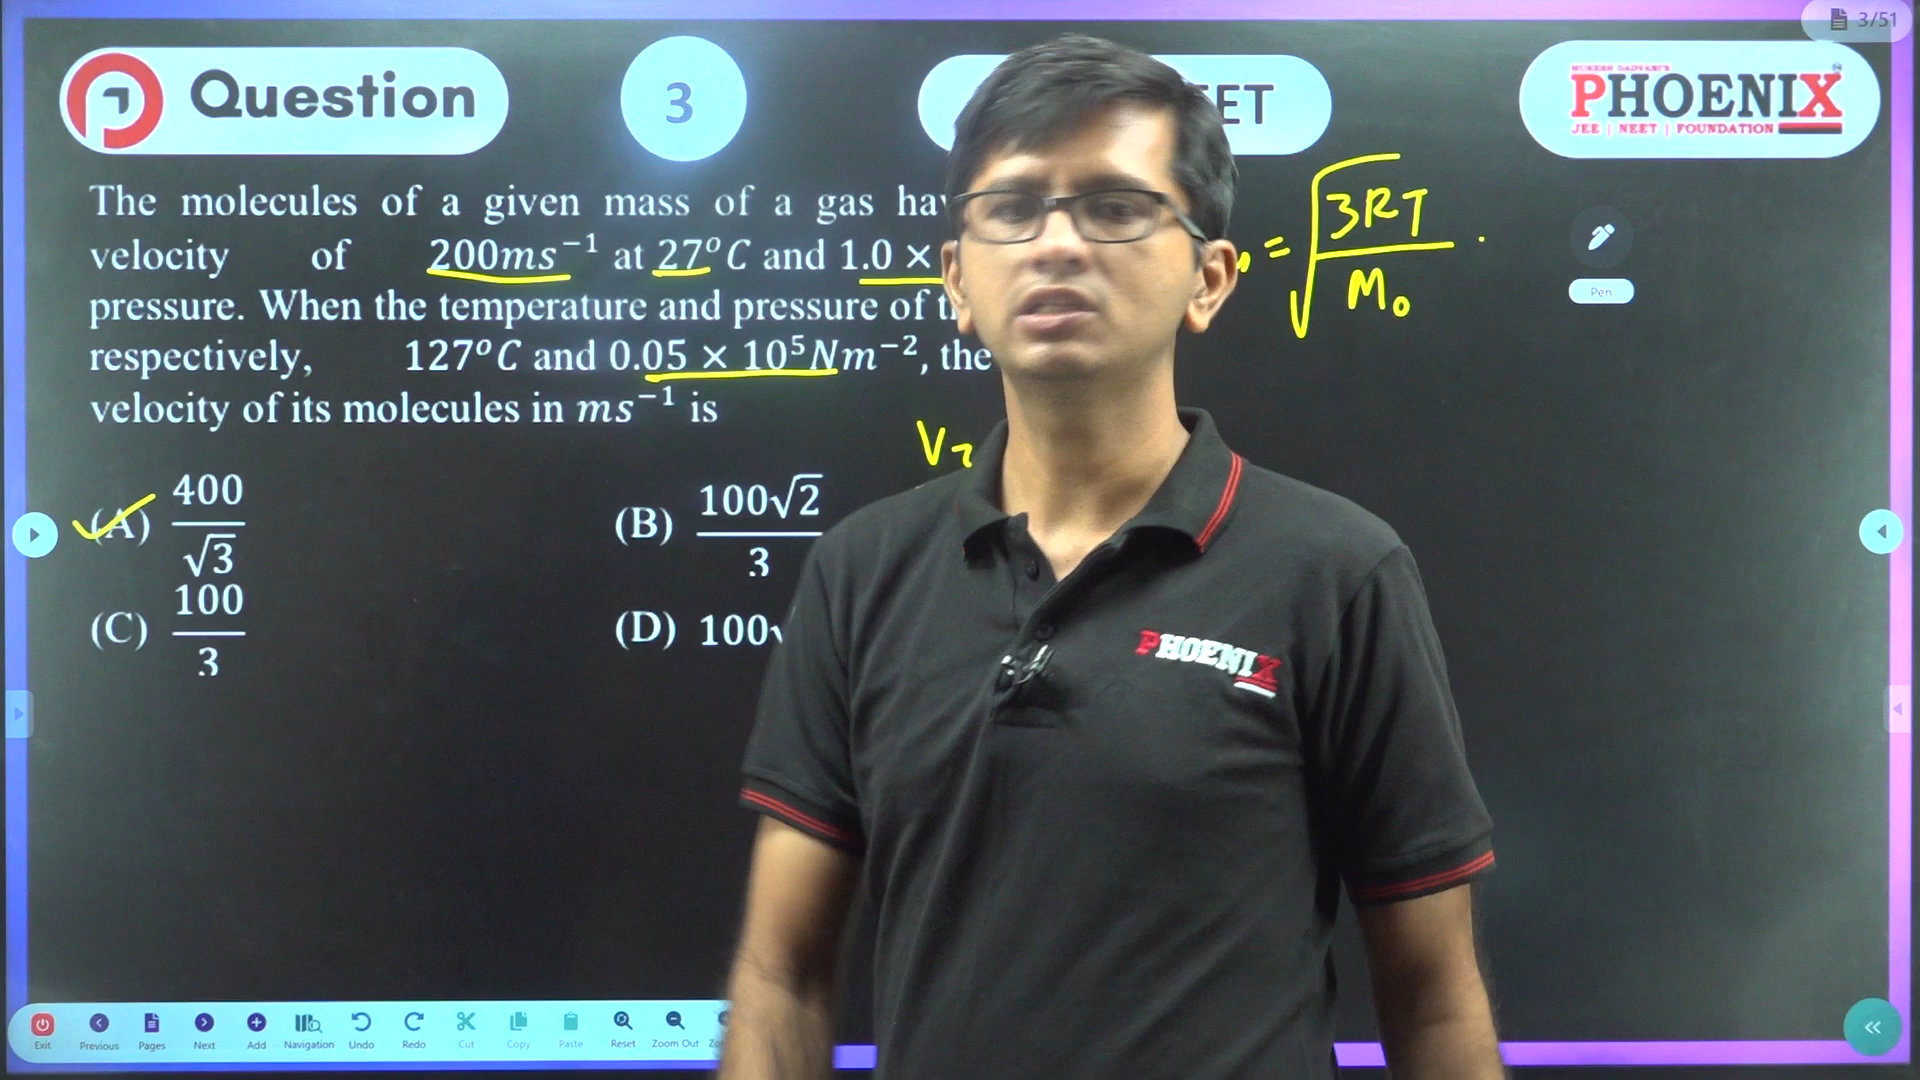 3/51
Question
3
MUKESH DADVANI'S
PHOENIX
JEE | NEET | FOUNDATION
The molecules of a given mass of a gas
velocity of 200ms⁻¹ at 27°C and 1.0 ×
pressure. When the temperature and pressure of
respectively, 127°C and 0.05 × 10⁵Nm⁻², the
velocity of its molecules in ms⁻¹ is
= √(3RT/M₀)
Pen
V₂
(A) 400/√3
(B) 100√2/3
(C) 100/3
(D) 100√
PHOENIX
Exit Previous Pages Next Add Navigation Undo Redo Cut Copy Paste Reset Zoom Out